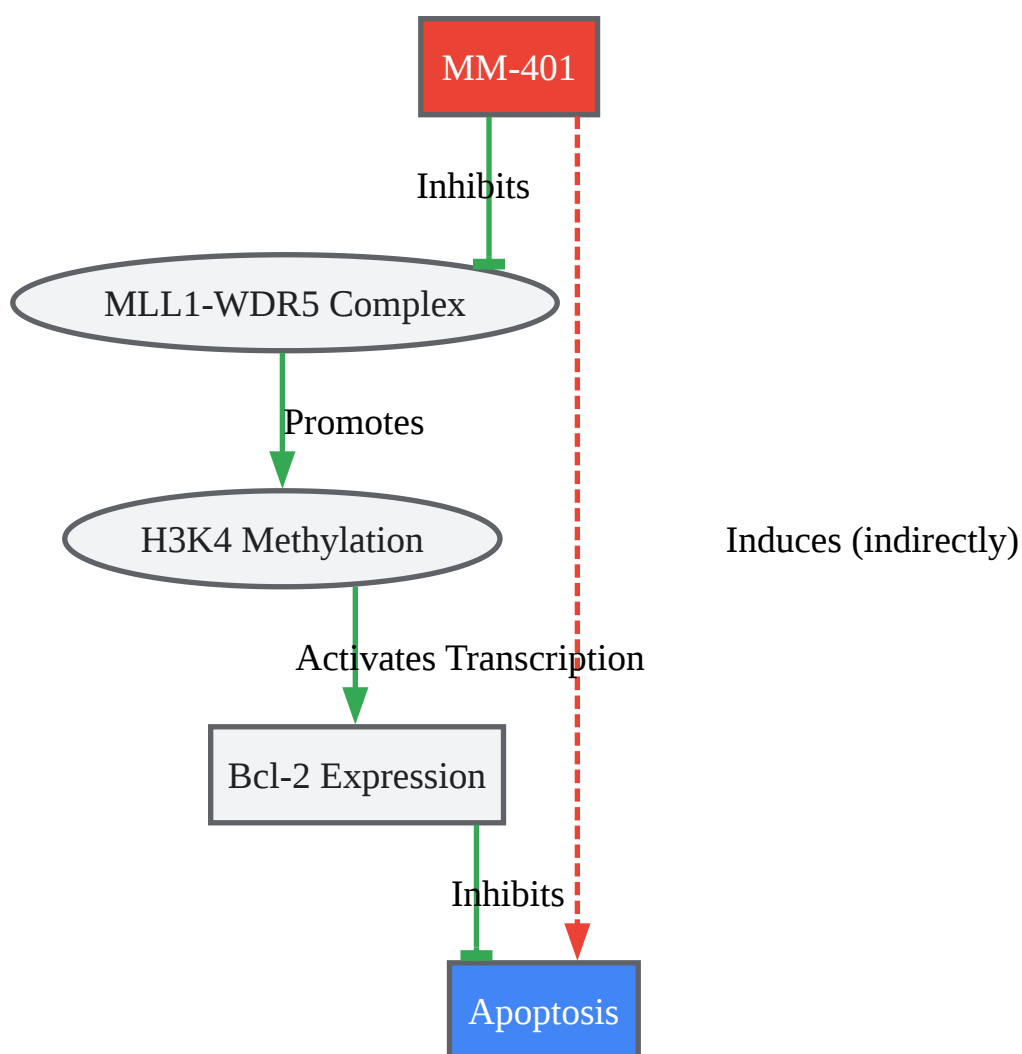 MM-401
Inhibits
MLL1-WDR5 Complex
Promotes
H3K4 Methylation
Induces (indirectly)
Activates Transcription
Bcl-2 Expression
Inhibits
Apoptosis